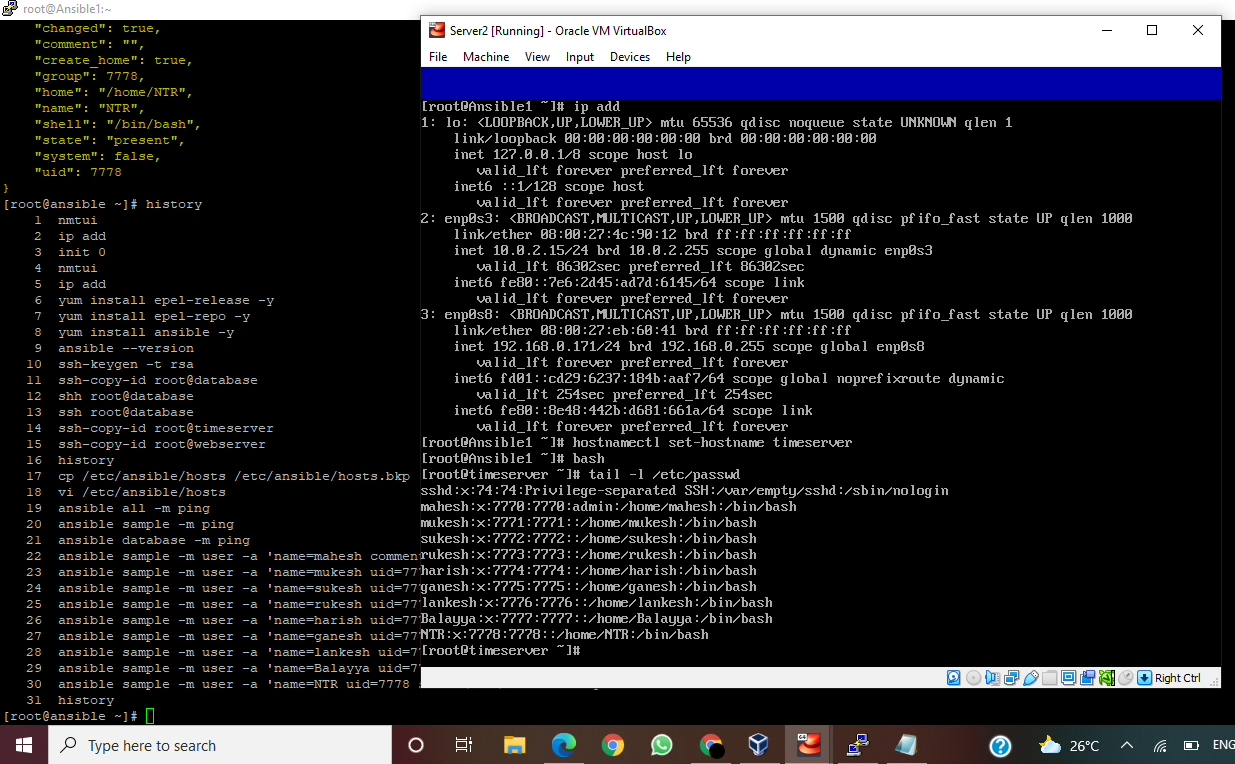 root@Ansible1:~
    "changed": true,
    "comment": "",
    "create_home": true,
    "group": 7778,
    "home": "/home/NTR",
    "name": "NTR",
    "shell": "/bin/bash",
    "state": "present",
    "system": false,
    "uid": 7778
}
[root@ansible ~]# history
    1  nmtui
    2  ip add
    3  init 0
    4  nmtui
    5  ip add
    6  yum install epel-release -y
    7  yum install epel-repo -y
    8  yum install ansible -y
    9  ansible --version
   10  ssh-keygen -t rsa
   11  ssh-copy-id root@database
   12  shh root@database
   13  ssh root@database
   14  ssh-copy-id root@timeserver
   15  ssh-copy-id root@webserver
   16  history
   17  cp /etc/ansible/hosts /etc/ansible/hosts.bkp
   18  vi /etc/ansible/hosts
   19  ansible all -m ping
   20  ansible sample -m ping
   21  ansible database -m ping
   22  ansible sample -m user -a 'name=mahesh commen
   23  ansible sample -m user -a 'name=mukesh uid=77
   24  ansible sample -m user -a 'name=sukesh uid=77
   25  ansible sample -m user -a 'name=rukesh uid=77
   26  ansible sample -m user -a 'name=harish uid=77
   27  ansible sample -m user -a 'name=ganesh uid=77
   28  ansible sample -m user -a 'name=lankesh uid=7
   29  ansible sample -m user -a 'name=Balayya uid=7
   30  ansible sample -m user -a 'name=NTR uid=7778
   31  history
[root@ansible ~]#
Server2 [Running] - Oracle VM VirtualBox
File Machine View Input Devices Help
[root@Ansible1 ~]# ip add
1: lo: <LOOPBACK,UP,LOWER_UP> mtu 65536 qdisc noqueue state UNKNOWN qlen 1
    link/loopback 00:00:00:00:00:00 brd 00:00:00:00:00:00
    inet 127.0.0.1/8 scope host lo
       valid_lft forever preferred_lft forever
    inet6 ::1/128 scope host
       valid_lft forever preferred_lft forever
2: enp0s3: <BROADCAST,MULTICAST,UP,LOWER_UP> mtu 1500 qdisc pfifo_fast state UP qlen 1000
    link/ether 08:00:27:4c:90:12 brd ff:ff:ff:ff:ff:ff
    inet 10.0.2.15/24 brd 10.0.2.255 scope global dynamic enp0s3
       valid_lft 86302sec preferred_lft 86302sec
    inet6 fe80::7e6:2d45:ad7d:6145/64 scope link
       valid_lft forever preferred_lft forever
3: enp0s8: <BROADCAST,MULTICAST,UP,LOWER_UP> mtu 1500 qdisc pfifo_fast state UP qlen 1000
    link/ether 08:00:27:eb:60:41 brd ff:ff:ff:ff:ff:ff
    inet 192.168.0.171/24 brd 192.168.0.255 scope global enp0s8
       valid_lft forever preferred_lft forever
    inet6 fd01::cd29:6237:184b:aaf7/64 scope global noprefixroute dynamic
       valid_lft 254sec preferred_lft 254sec
    inet6 fe80::8e48:442b:d681:661a/64 scope link
       valid_lft forever preferred_lft forever
[root@Ansible1 ~]# hostnamectl set-hostname timeserver
[root@Ansible1 ~]# bash
[root@timeserver ~]# tail -l /etc/passwd
sshd:x:74:74:Privilege-separated SSH:/var/empty/sshd:/sbin/nologin
mahesh:x:7770:7770:admin:/home/mahesh:/bin/bash
mukesh:x:7771:7771::/home/mukesh:/bin/bash
sukesh:x:7772:7772::/home/sukesh:/bin/bash
rukesh:x:7773:7773::/home/rukesh:/bin/bash
harish:x:7774:7774::/home/harish:/bin/bash
ganesh:x:7775:7775::/home/ganesh:/bin/bash
lankesh:x:7776:7776::/home/lankesh:/bin/bash
Balayya:x:7777:7777::/home/Balayya:/bin/bash
NTR:x:7778:7778::/home/NTR:/bin/bash
[root@timeserver ~]#
Right Ctrl
Type here to search
64
26°C
ENG